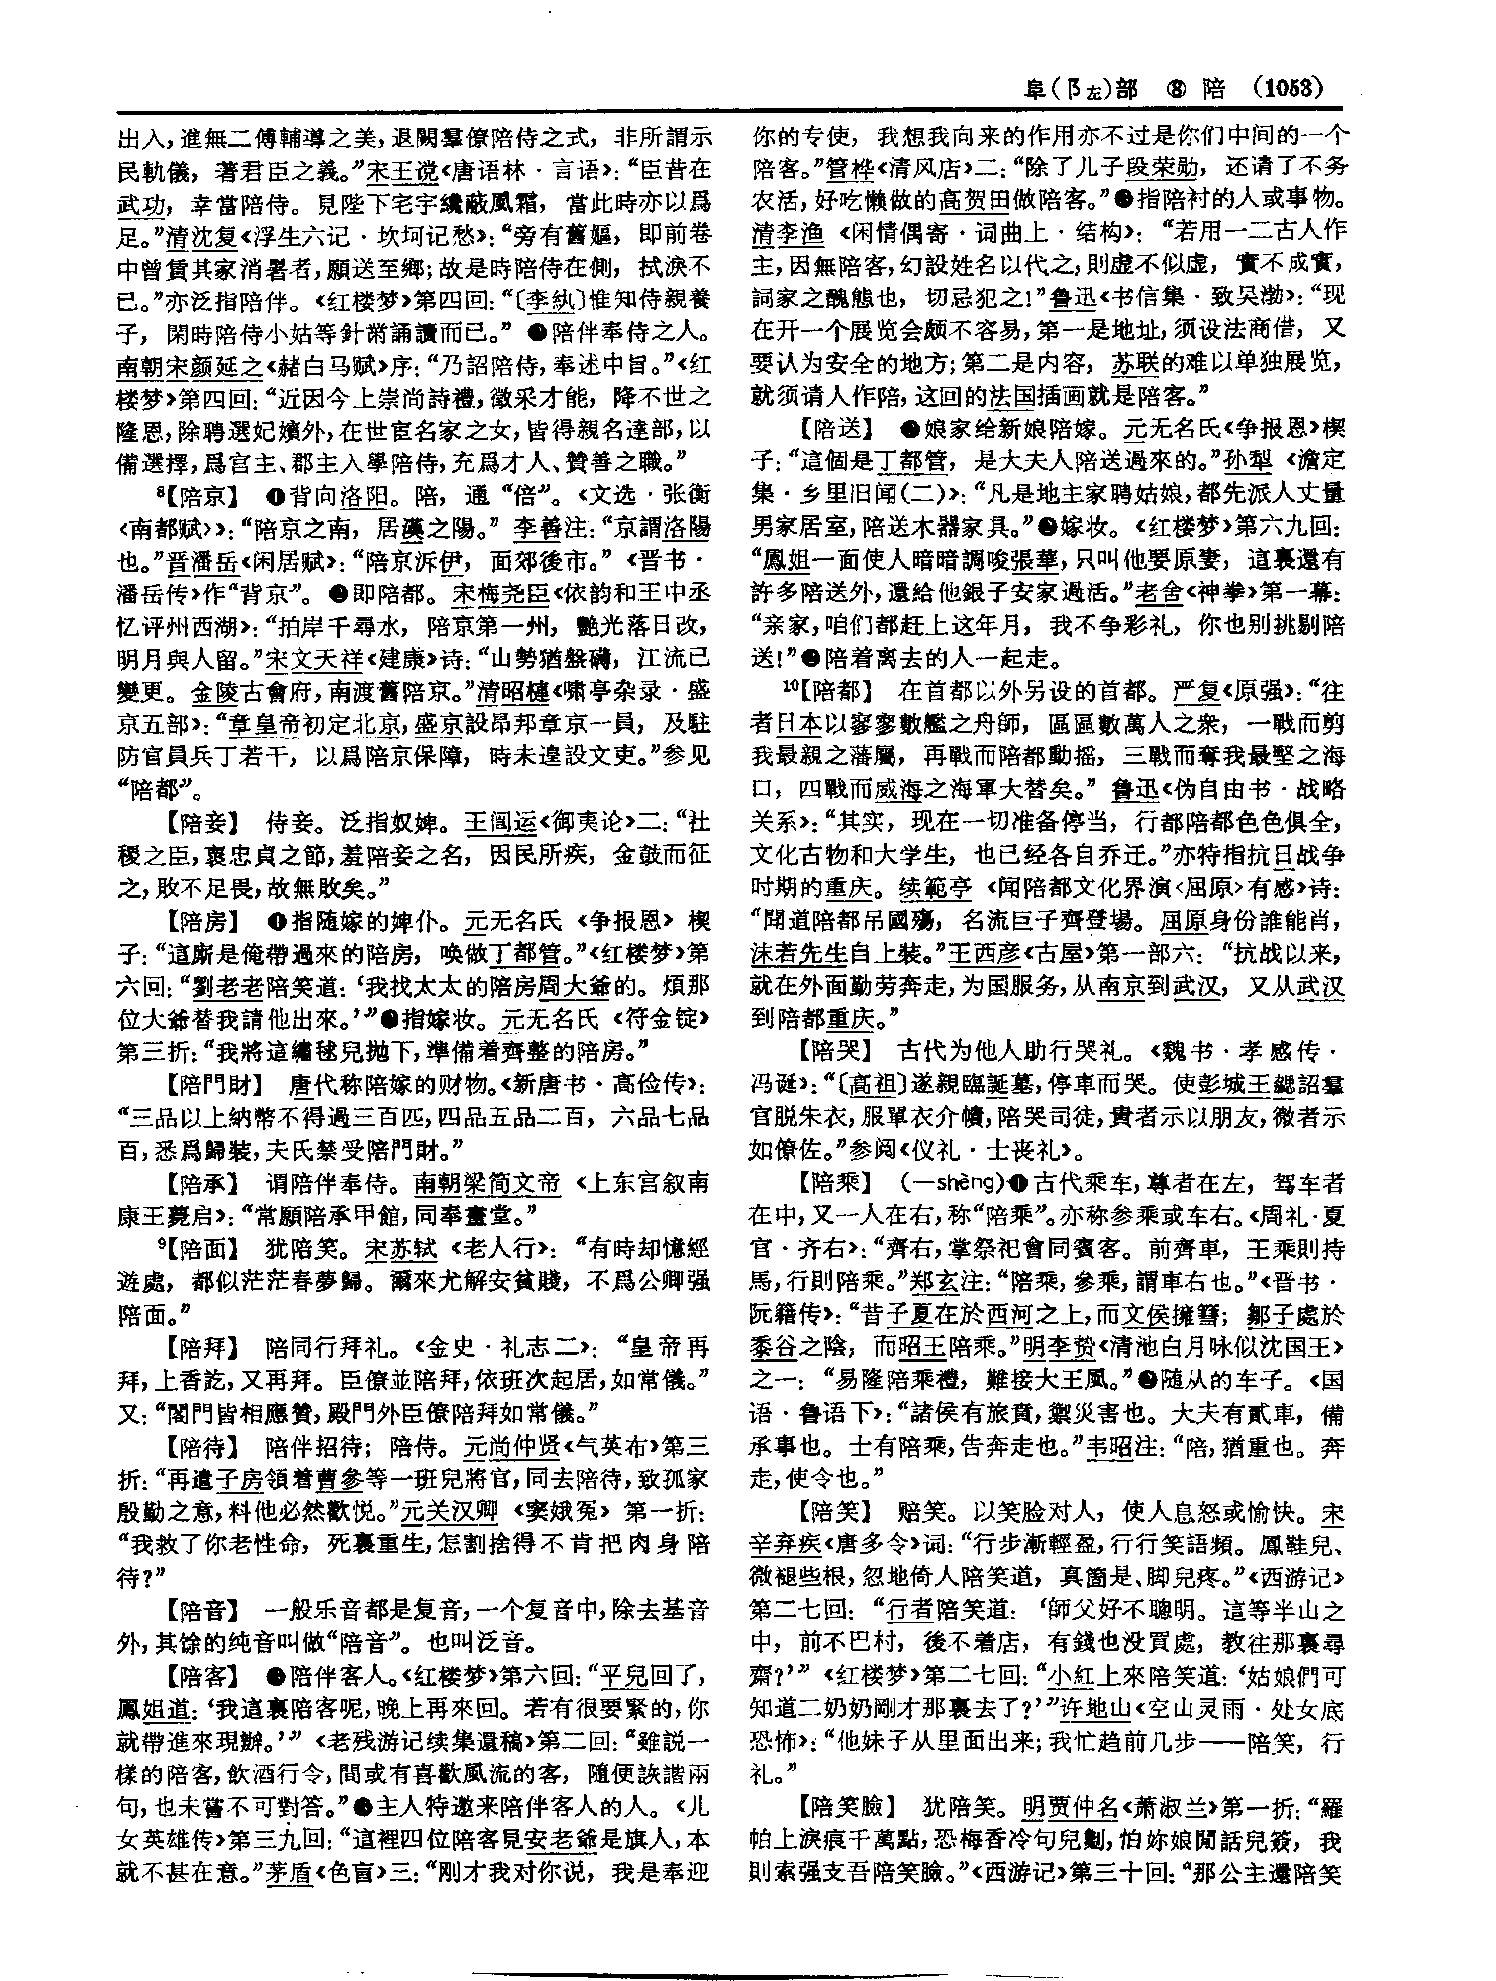 阜(阝左)部 ⑧ 陪 (1053)
出入，進無二傅輔導之美，退闕羣僚陪侍之式，非所謂示
民軌儀，著君臣之義。”宋王谠《唐语林·言语》：“臣昔在
武功，幸當陪侍。見陛下宅宇纔蔽風霜，當此時亦以爲
足。”清沈复《浮生六记·坎坷记愁》：“旁有舊嫗，即前卷
中曾賃其家消暑者，願送至鄉；故是時陪侍在側，拭淚不
已。”亦泛指陪伴。《红楼梦》第四回：“〔李紈〕惟知侍親養
子，閑時陪侍小姑等針黹誦讀而已。” ❷陪伴奉侍之人。
南朝宋颜延之《赭白马赋》序：“乃詔陪侍，奉述中旨。”《红
楼梦》第四回：“近因今上崇尚詩禮，徵采才能，降不世之
隆恩，除聘選妃嬪外，在世宦名家之女，皆得親名達部，以
備選擇，爲宫主、郡主入學陪侍，充爲才人、贊善之職。”
⁸【陪京】 ❶背向洛阳。陪，通“倍”。《文选·张衡
〈南都赋〉》：“陪京之南，居漢之陽。”李善注：“京謂洛陽
也。”晋潘岳《闲居赋》：“陪京泝伊，面郊後市。”《晋书·
潘岳传》作“背京”。 ❷即陪都。宋梅尧臣《依韵和王中丞
忆评州西湖》：“拍岸千尋水，陪京第一州，艷光落日改，
明月與人留。”宋文天祥《建康》诗：“山勢猶盤礴，江流已
變更。金陵古會府，南渡舊陪京。”清昭槤《啸亭杂录·盛
京五部》：“章皇帝初定北京，盛京設昂邦章京一員，及駐
防官員兵丁若干，以爲陪京保障，時未遑設文吏。”参见
“陪都”。
【陪妾】 侍妾。泛指奴婢。王闿运《御夷论》二：“社
稷之臣，褱忠貞之節，羞陪妾之名，因民所疾，金鼓而征
之，敗不足畏，故無敗矣。”
【陪房】 ❶指随嫁的婢仆。元无名氏《争报恩》楔
子：“這廝是俺帶過來的陪房，唤做丁都管。”《红楼梦》第
六回：“劉老老陪笑道：‘我找太太的陪房周大爺的。煩那
位大爺替我請他出來。’”❷指嫁妆。元无名氏《符金锭》
第三折：“我將這繡毬兒抛下，準備着齊整的陪房。”
【陪門財】 唐代称陪嫁的财物。《新唐书·高俭传》：
“三品以上納幣不得過三百匹，四品五品二百，六品七品
百，悉爲歸裝，夫氏禁受陪門財。”
【陪承】 谓陪伴奉侍。南朝梁简文帝《上东宫叙南
康王薨启》：“常願陪承甲館，同奉畫堂。”
⁹【陪面】 犹陪笑。宋苏轼《老人行》：“有時却憶經
遊處，都似茫茫春夢歸。爾來尤解安貧賤，不爲公卿强
陪面。”
【陪拜】 陪同行拜礼。《金史·礼志二》：“皇帝再
拜，上香訖，又再拜。臣僚並陪拜，依班次起居，如常儀。”
又：“閤門皆相應贊，殿門外臣僚陪拜如常儀。”
【陪待】 陪伴招待；陪侍。元尚仲贤《气英布》第三
折：“再遣子房領着曹參等一班兒將官，同去陪待，致孤家
殷勤之意，料他必然歡悦。”元关汉卿《窦娥冤》第一折：
“我救了你老性命，死裏重生，怎割捨得不肯把肉身陪
待？”
【陪音】 一般乐音都是复音，一个复音中，除去基音
外，其馀的纯音叫做“陪音”。也叫泛音。
【陪客】 ❶陪伴客人。《红楼梦》第六回：“平兒回了，
鳳姐道：‘我這裏陪客呢，晚上再來回。若有很要緊的，你
就帶進來現辦。’”《老残游记续集遗稿》第二回：“雖説一
樣的陪客，飲酒行令，間或有喜歡風流的客，隨便詼諧兩
句，也未嘗不可對答。”❷主人特邀来陪伴客人的人。《儿
女英雄传》第三九回：“這裡四位陪客見安老爺是旗人，本
就不甚在意。”茅盾《色盲》三：“刚才我对你说，我是奉迎
你的专使，我想我向来的作用亦不过是你们中间的一个
陪客。”管桦《清风店》二：“除了儿子段荣勋，还请了不务
农活，好吃懒做的高贺田做陪客。”❸指陪衬的人或事物。
清李渔《闲情偶寄·词曲上·结构》：“若用一二古人作
主，因無陪客，幻設姓名以代之，則虚不似虚，實不成實，
詞家之醜態也，切忌犯之！”鲁迅《书信集·致吴渤》：“现
在开一个展览会颇不容易，第一是地址，须设法商借，又
要认为安全的地方；第二是内容，苏联的难以单独展览，
就须请人作陪，这回的法国插画就是陪客。”
【陪送】 ❶娘家给新娘陪嫁。元无名氏《争报恩》楔
子：“這個是丁都管，是大夫人陪送過來的。”孙犁《澹定
集·乡里旧闻（二）》：“凡是地主家聘姑娘，都先派人丈量
男家居室，陪送木器家具。”❷嫁妆。《红楼梦》第六九回：
“鳳姐一面使人暗暗調唆張華，只叫他要原妻，這裏還有
許多陪送外，還給他銀子安家過活。”老舍《神拳》第一幕：
“亲家，咱们都赶上这年月，我不争彩礼，你也别挑剔陪
送！”❸陪着离去的人一起走。
¹⁰【陪都】 在首都以外另设的首都。严复《原强》：“往
者日本以寥寥數艦之舟師，區區數萬人之衆，一戰而剪
我最親之藩屬，再戰而陪都動摇，三戰而奪我最堅之海
口，四戰而威海之海軍大替矣。”鲁迅《伪自由书·战略
关系》：“其实，现在一切准备停当，行都陪都色色俱全，
文化古物和大学生，也已经各自乔迁。”亦特指抗日战争
时期的重庆。续範亭《闻陪都文化界演〈屈原〉有感》诗：
“聞道陪都吊國殤，名流巨子齊登場。屈原身份誰能肖，
沫若先生自上裝。”王西彦《古屋》第一部六：“抗战以来，
就在外面勤劳奔走，为国服务，从南京到武汉，又从武汉
到陪都重庆。”
【陪哭】 古代为他人助行哭礼。《魏书·孝感传·
冯诞》：“〔高祖〕遂親臨誕墓，停車而哭。使彭城王勰詔羣
官脱朱衣，服單衣介幘，陪哭司徒，貴者示以朋友，微者示
如僚佐。”参阅《仪礼·士丧礼》。
【陪乘】 （—shèng）❶古代乘车，尊者在左，驾车者
在中，又一人在右，称“陪乘”。亦称参乘或车右。《周礼·夏
官·齐右》：“齊右，掌祭祀會同賓客。前齊車，王乘則持
馬，行則陪乘。”郑玄注：“陪乘，參乘，謂車右也。”《晋书·
阮籍传》：“昔子夏在於西河之上，而文侯擁篲；鄒子處於
黍谷之陰，而昭王陪乘。”明李贽《清池白月咏似沈国王》
之一：“易隆陪乘禮，難接大王風。”❷随从的车子。《国
语·鲁语下》：“諸侯有旅賁，禦災害也。大夫有貳車，備
承事也。士有陪乘，告奔走也。”韦昭注：“陪，猶重也。奔
走，使令也。”
【陪笑】 赔笑。以笑脸对人，使人息怒或愉快。宋
辛弃疾《唐多令》词：“行步漸輕盈，行行笑語頻。鳳鞋兒、
微褪些根，忽地倚人陪笑道，真箇是、脚兒疼。”《西游记》
第二七回：“行者陪笑道：‘師父好不聰明。這等半山之
中，前不巴村，後不着店，有錢也没買處，教往那裏尋
齋？’”《红楼梦》第二七回：“小紅上來陪笑道：‘姑娘們可
知道二奶奶剛才那裏去了？’”许地山《空山灵雨·处女底
恐怖》：“他妹子从里面出来；我忙趋前几步——陪笑，行
礼。”
【陪笑臉】 犹陪笑。明贾仲名《萧淑兰》第一折：“羅
帕上淚痕千萬點，恐梅香冷句兒劖，怕妳娘閒話兒簽，我
則索强支吾陪笑臉。”《西游记》第三十回：“那公主還陪笑